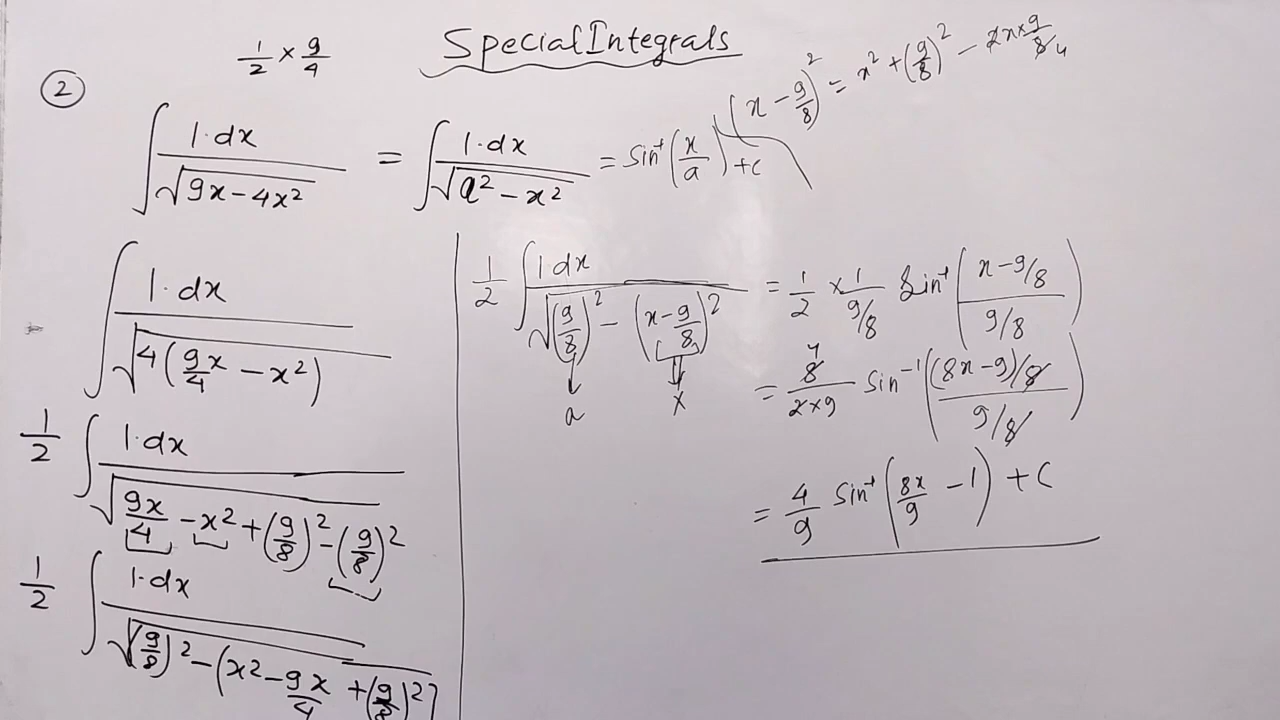 Special Integrals
1/2 × 9/4
(x - 9/8)² = x² + (9/8)² - 2x × 9/8 4
②
∫ 1·dx / √(9x - 4x²) = ∫ 1·dx / √(a² - x²) = Sin⁻¹(x/a) + c
∫ 1·dx / √(4(9/4 x - x²))
1/2 ∫ 1·dx / √(9x/4 - x² + (9/8)² - (9/8)²)
1/2 ∫ 1·dx / √((9/8)² - (x² - 9x/4 + (9/8)²)
1/2 ∫ 1 dx / √((9/8)² - (x - 9/8)²) = 1/2 × 1/(9/8) Sin⁻¹((x - 9/8) / (9/8))
a x
= 8 4 / 2×9 Sin⁻¹((8x - 9)/8 / 9/8)
= 4/9 Sin⁻¹(8x/9 - 1) + C